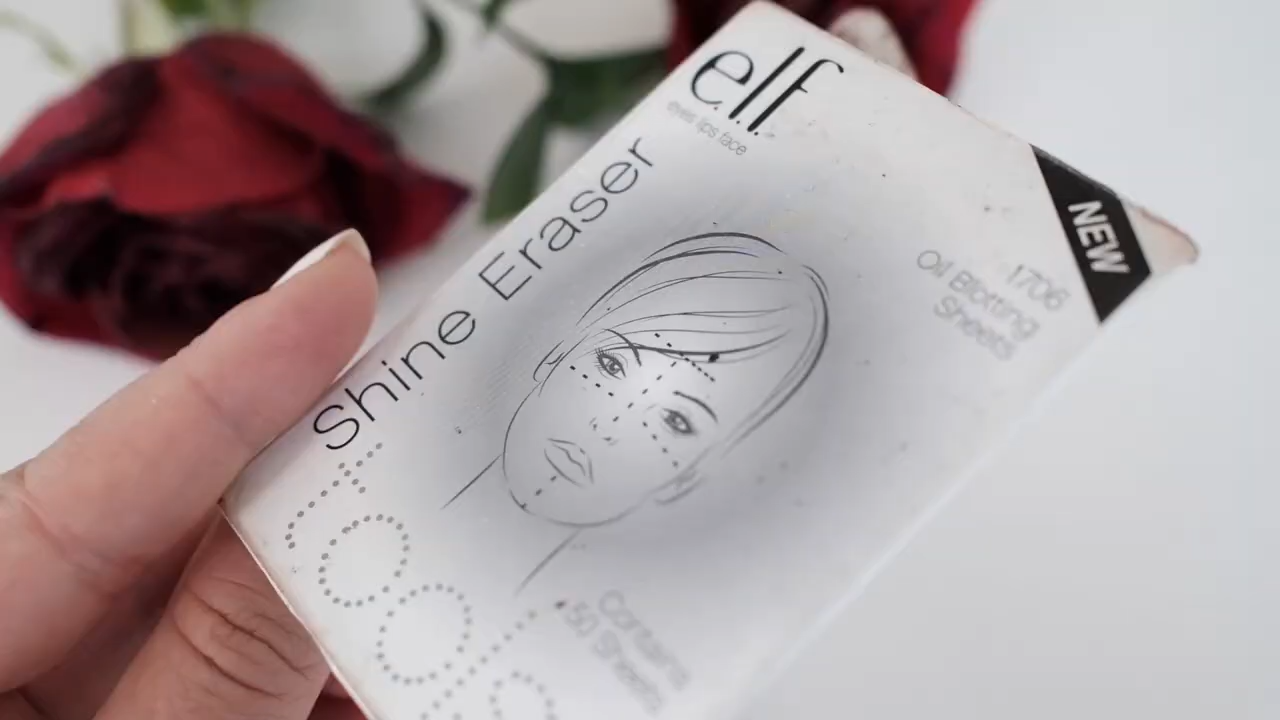 e.l.f.
eyes lips face
Shine Eraser
NEW
1706
Oil Blotting
Sheets
Contains
50 Sheets